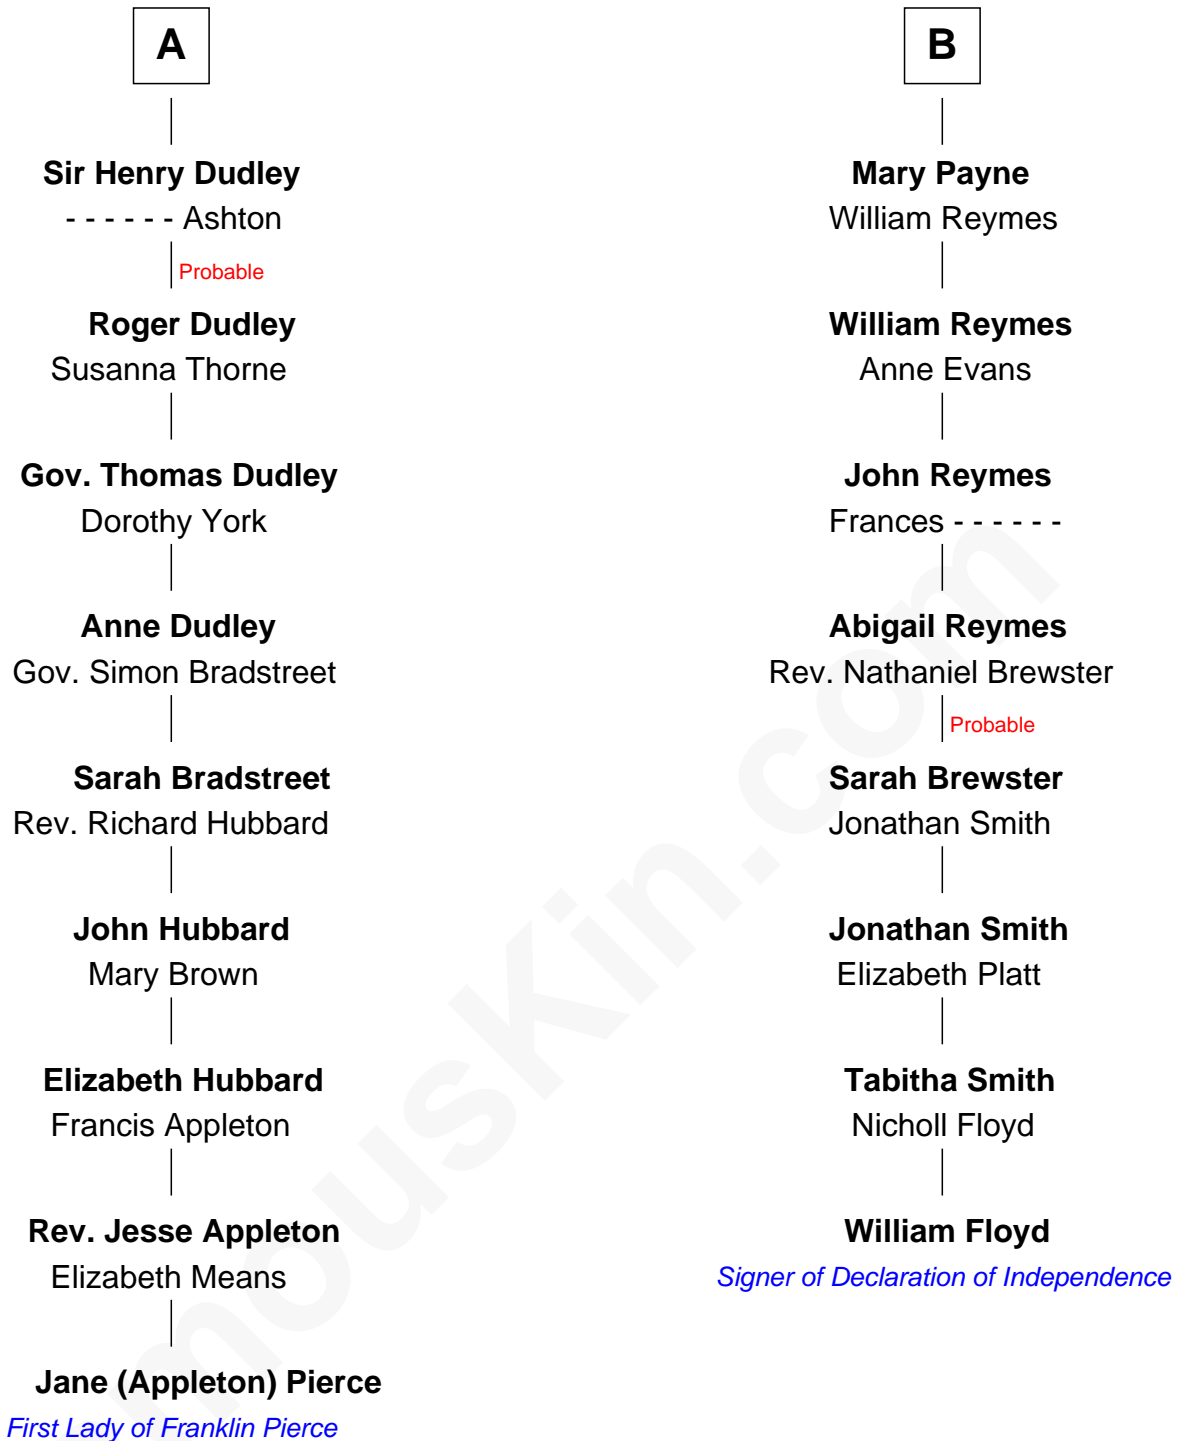 A
Sir Henry Dudley
- - - - - - Ashton
Probable
Roger Dudley
Susanna Thorne
Gov. Thomas Dudley
Dorothy York
Anne Dudley
Gov. Simon Bradstreet
Sarah Bradstreet
Rev. Richard Hubbard
John Hubbard
Mary Brown
Elizabeth Hubbard
Francis Appleton
Rev. Jesse Appleton
Elizabeth Means
Jane (Appleton) Pierce
First Lady of Franklin Pierce
B
Mary Payne
William Reymes
William Reymes
Anne Evans
John Reymes
Frances - - - - - -
Abigail Reymes
Rev. Nathaniel Brewster
Probable
Sarah Brewster
Jonathan Smith
Jonathan Smith
Elizabeth Platt
Tabitha Smith
Nicholl Floyd
William Floyd
Signer of Declaration of Independence
mousKin.com